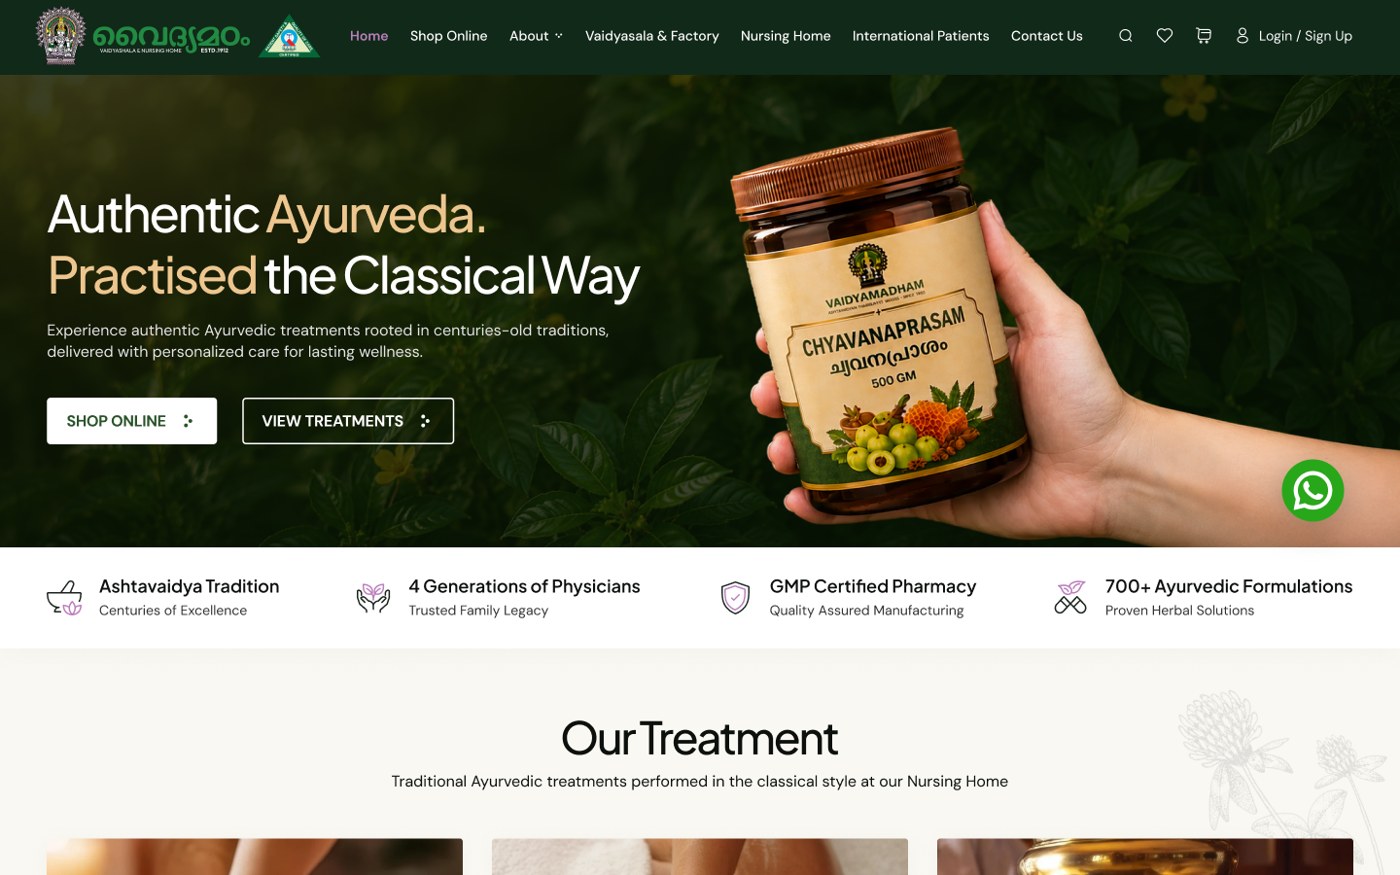 വൈദ്യമഠം
VAIDYASHALA & NURSING HOME ESTD.1912
Home
Shop Online
About
Vaidyasala & Factory
Nursing Home
International Patients
Contact Us
Login / Sign Up
Authentic Ayurveda.
Practised the Classical Way
Experience authentic Ayurvedic treatments rooted in centuries-old traditions,
delivered with personalized care for lasting wellness.
SHOP ONLINE
VIEW TREATMENTS
VAIDYAMADHAM
CHYAVANAPRASAM
ച്യവനപ്രാശം
500 GM
Ashtavaidya Tradition
Centuries of Excellence
4 Generations of Physicians
Trusted Family Legacy
GMP Certified Pharmacy
Quality Assured Manufacturing
700+ Ayurvedic Formulations
Proven Herbal Solutions
Our Treatment
Traditional Ayurvedic treatments performed in the classical style at our Nursing Home